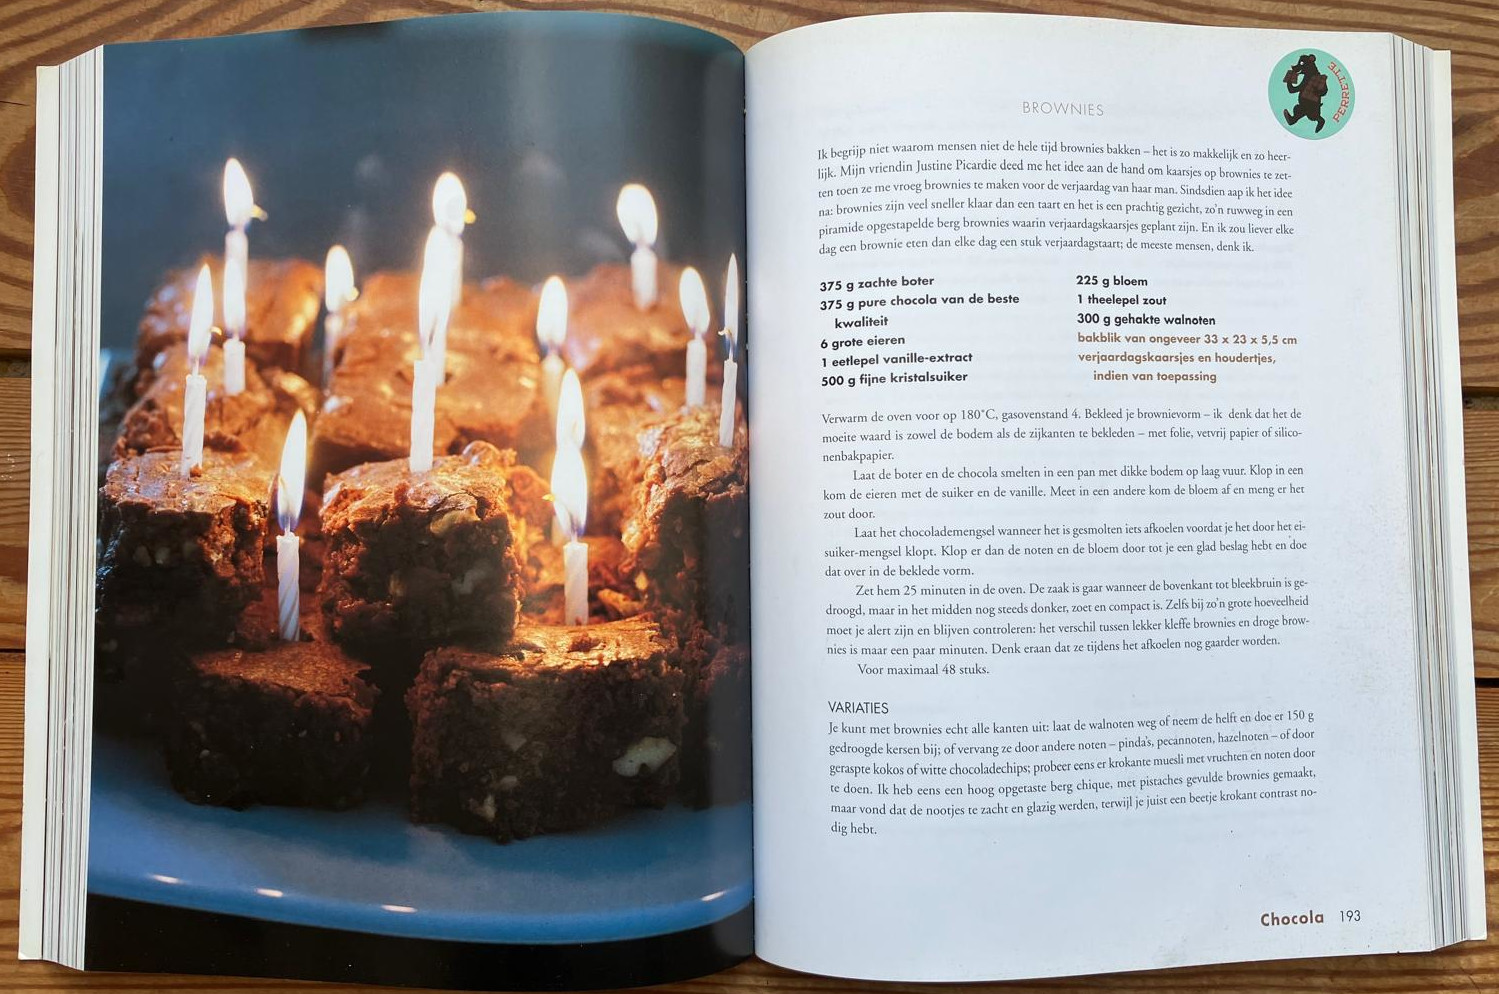 PERRETTE
BROWNIES
Ik begrijp niet waarom mensen niet de hele tijd brownies bakken – het is zo makkelijk en zo heer-
lijk. Mijn vriendin Justine Picardie deed me het idee aan de hand om kaarsjes op brownies te zet-
ten toen ze me vroeg brownies te maken voor de verjaardag van haar man. Sindsdien aap ik het idee
na: brownies zijn veel sneller klaar dan een taart en het is een prachtig gezicht, zo'n ruwweg in een
piramide opgestapelde berg brownies waarin verjaardagskaarsjes geplant zijn. En ik zou liever elke
dag een brownie eten dan elke dag een stuk verjaardagstaart; de meeste mensen, denk ik.
375 g zachte boter
375 g pure chocola van de beste
kwaliteit
6 grote eieren
1 eetlepel vanille-extract
500 g fijne kristalsuiker
225 g bloem
1 theelepel zout
300 g gehakte walnoten
bakblik van ongeveer 33 x 23 x 5,5 cm
verjaardagskaarsjes en houdertjes,
indien van toepassing
Verwarm de oven voor op 180°C, gasovenstand 4. Bekleed je brownievorm – ik denk dat het de
moeite waard is zowel de bodem als de zijkanten te bekleden – met folie, vetvrij papier of silico-
nenbakpapier.
Laat de boter en de chocola smelten in een pan met dikke bodem op laag vuur. Klop in een
kom de eieren met de suiker en de vanille. Meet in een andere kom de bloem af en meng er het
zout door.
Laat het chocolademengsel wanneer het is gesmolten iets afkoelen voordat je het door het ei-
suiker-mengsel klopt. Klop er dan de noten en de bloem door tot je een glad beslag hebt en doe
dat over in de beklede vorm.
Zet hem 25 minuten in de oven. De zaak is gaar wanneer de bovenkant tot bleekbruin is ge-
droogd, maar in het midden nog steeds donker, zoet en compact is. Zelfs bij zo'n grote hoeveelheid
moet je alert zijn en blijven controleren: het verschil tussen lekker kleffe brownies en droge brow-
nies is maar een paar minuten. Denk eraan dat ze tijdens het afkoelen nog gaarder worden.
Voor maximaal 48 stuks.
VARIATIES
Je kunt met brownies echt alle kanten uit: laat de walnoten weg of neem de helft en doe er 150 g
gedroogde kersen bij; of vervang ze door andere noten – pinda's, pecannoten, hazelnoten – of door
geraspte kokos of witte chocoladechips; probeer eens er krokante muesli met vruchten en noten door
te doen. Ik heb eens een hoog opgetaste berg chique, met pistaches gevulde brownies gemaakt,
maar vond dat de nootjes te zacht en glazig werden, terwijl je juist een beetje krokant contrast no-
dig hebt.
Chocola 193